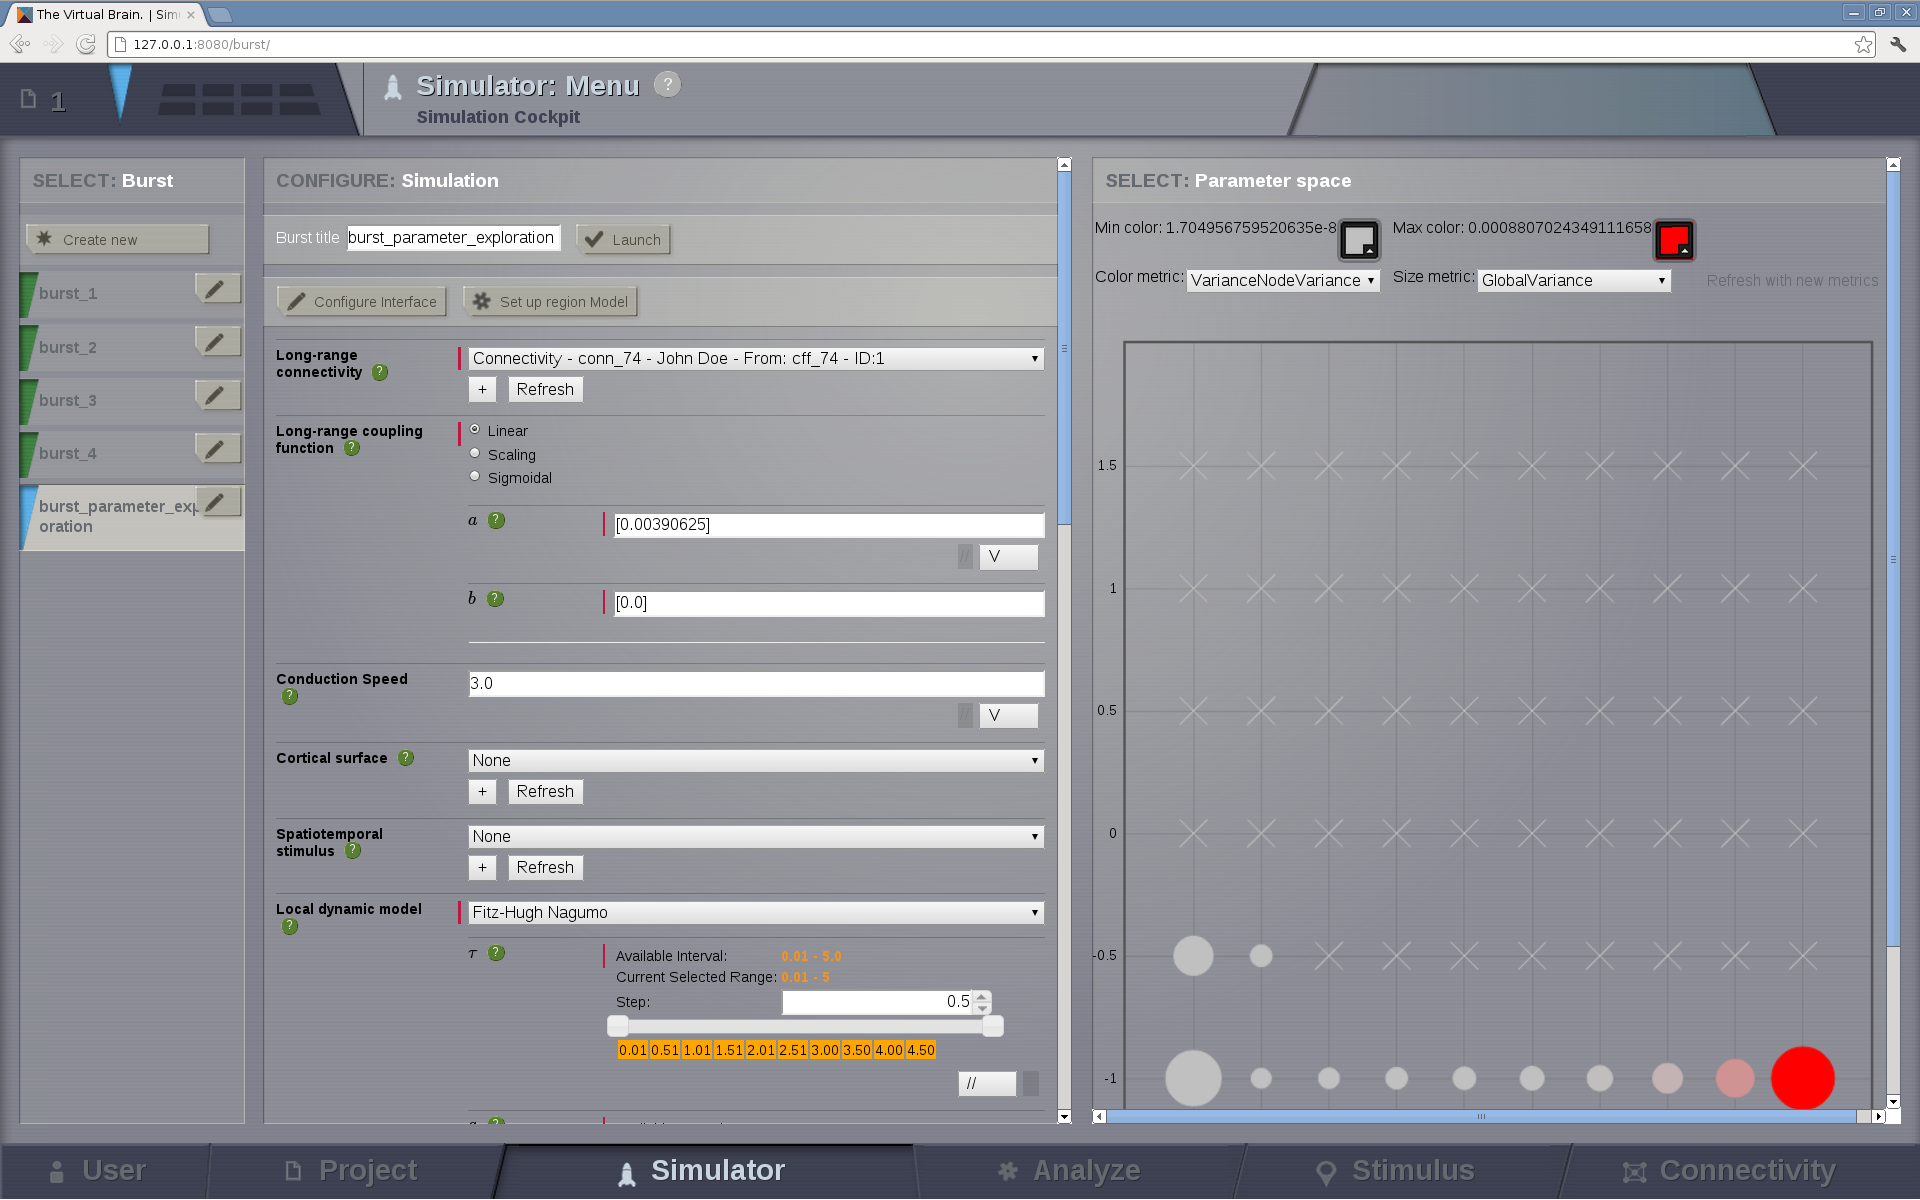 The Virtual Brain. | Sim
127.0.0.1:8080/burst/
1
Simulator: Menu ?
Simulation Cockpit
SELECT: Burst
Create new
burst_1
burst_2
burst_3
burst_4
burst_parameter_exp
oration
CONFIGURE: Simulation
Burst title burst_parameter_exploration Launch
Configure Interface Set up region Model
Long-range
connectivity ?
Connectivity - conn_74 - John Doe - From: cff_74 - ID:1
+ Refresh
Long-range coupling
function ?
Linear
Scaling
Sigmoidal
a ? [0.00390625]
// V
b ? [0.0]
Conduction Speed
?
3.0
// V
Cortical surface ? None
+ Refresh
Spatiotemporal
stimulus ?
None
+ Refresh
Local dynamic model
?
Fitz-Hugh Nagumo
τ ?
Available Interval: 0.01 - 5.0
Current Selected Range: 0.01 - 5
Step: 0.5
0.01 0.51 1.01 1.51 2.01 2.51 3.00 3.50 4.00 4.50
//
SELECT: Parameter space
Min color: 1.704956759520635e-8 Max color: 0.0008807024349111658
Color metric: VarianceNodeVariance Size metric: GlobalVariance Refresh with new metrics
1.5
1
0.5
0
-0.5
-1
User Project Simulator Analyze Stimulus Connectivity